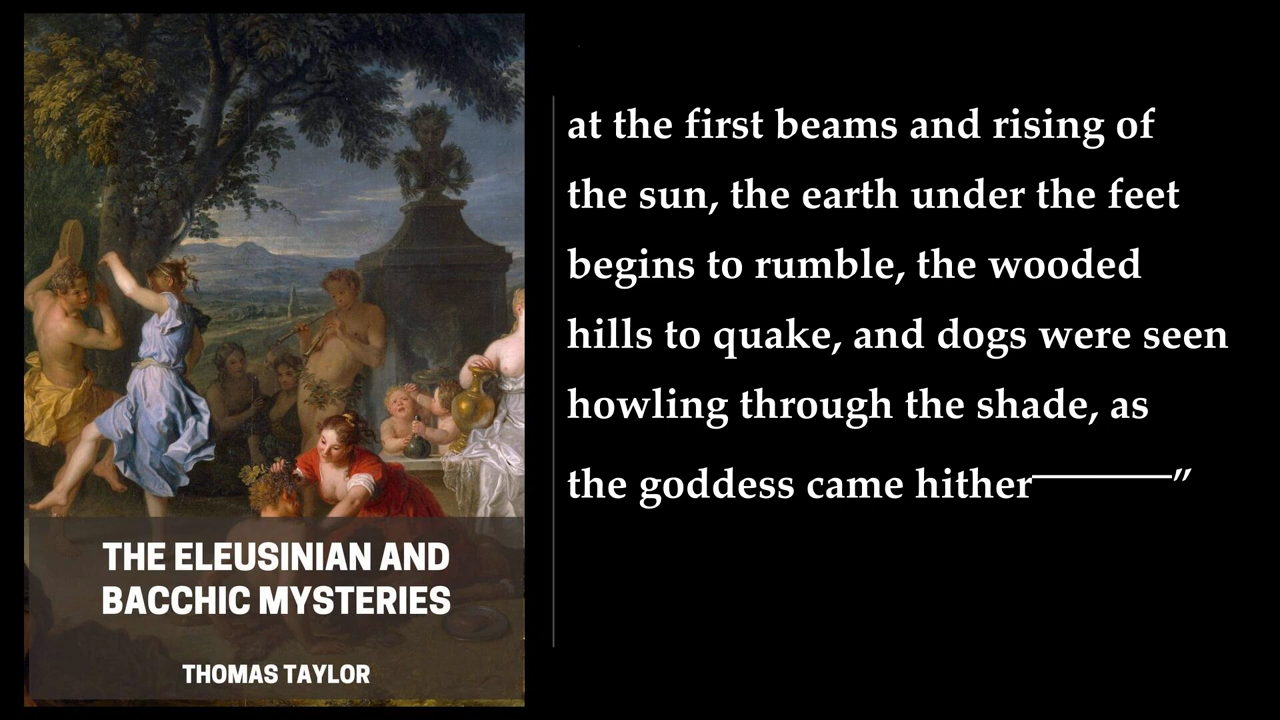 THE ELEUSINIAN AND
BACCHIC MYSTERIES
THOMAS TAYLOR
at the first beams and rising of
the sun, the earth under the feet
begins to rumble, the wooded
hills to quake, and dogs were seen
howling through the shade, as
the goddess came hither———”